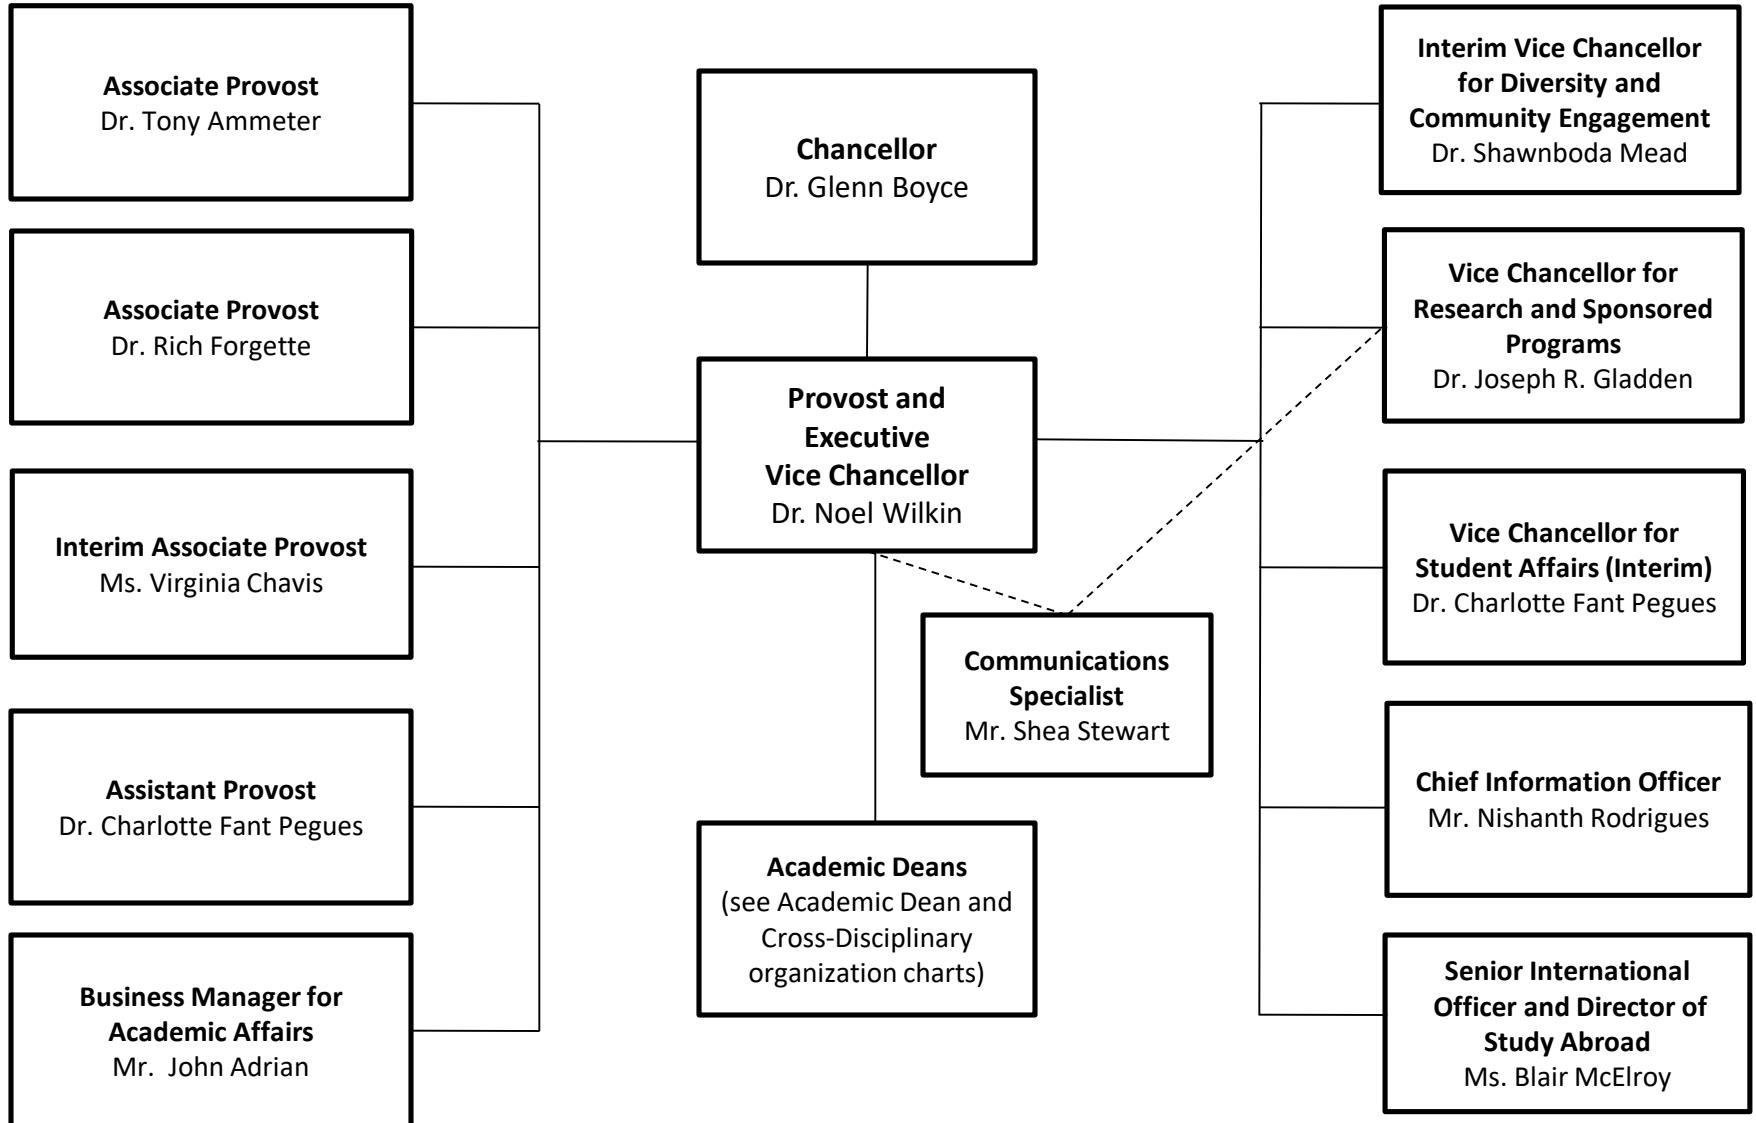 Associate Provost
Dr. Tony Ammeter
Associate Provost
Dr. Rich Forgette
Interim Associate Provost
Ms. Virginia Chavis
Assistant Provost
Dr. Charlotte Fant Pegues
Business Manager for
Academic Affairs
Mr. John Adrian
Chancellor
Dr. Glenn Boyce
Provost and
Executive
Vice Chancellor
Dr. Noel Wilkin
Communications
Specialist
Mr. Shea Stewart
Academic Deans
(see Academic Dean and
Cross-Disciplinary
organization charts)
Interim Vice Chancellor
for Diversity and
Community Engagement
Dr. Shawnboda Mead
Vice Chancellor for
Research and Sponsored
Programs
Dr. Joseph R. Gladden
Vice Chancellor for
Student Affairs (Interim)
Dr. Charlotte Fant Pegues
Chief Information Officer
Mr. Nishanth Rodrigues
Senior International
Officer and Director of
Study Abroad
Ms. Blair McElroy